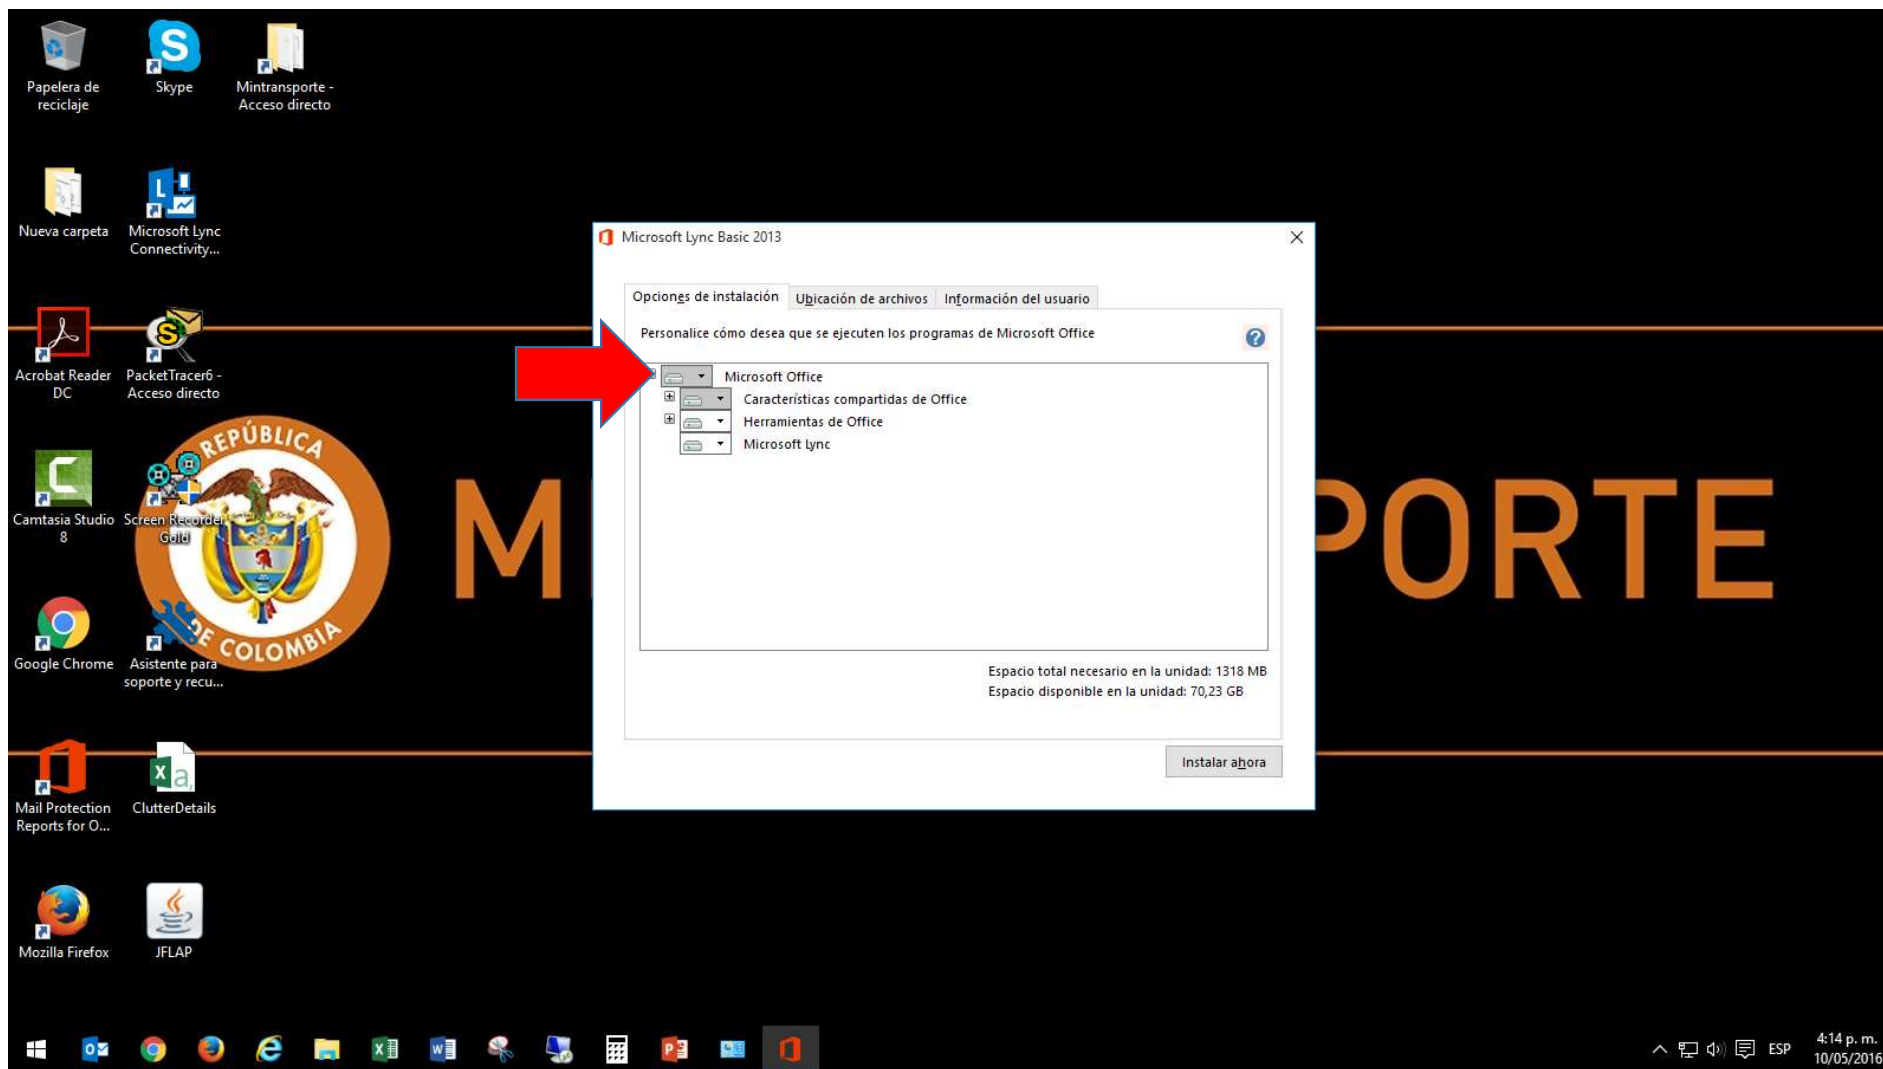 Papelera de
reciclaje
Skype
Mintransporte -
Acceso directo
Nueva carpeta
Microsoft Lync
Connectivity...
Acrobat Reader
DC
PacketTracer6 -
Acceso directo
Camtasia Studio
8
Screen Recorder
Gold
Google Chrome
Asistente para
soporte y recu...
Mail Protection
Reports for O...
ClutterDetails
Mozilla Firefox
JFLAP
REPÚBLICA
DE COLOMBIA
M
PORTE
Microsoft Lync Basic 2013
Opciones de instalación
Ubicación de archivos
Información del usuario
Personalice cómo desea que se ejecuten los programas de Microsoft Office
Microsoft Office
Características compartidas de Office
Herramientas de Office
Microsoft Lync
Espacio total necesario en la unidad: 1318 MB
Espacio disponible en la unidad: 70,23 GB
Instalar ahora
ESP
4:14 p. m.
10/05/2016